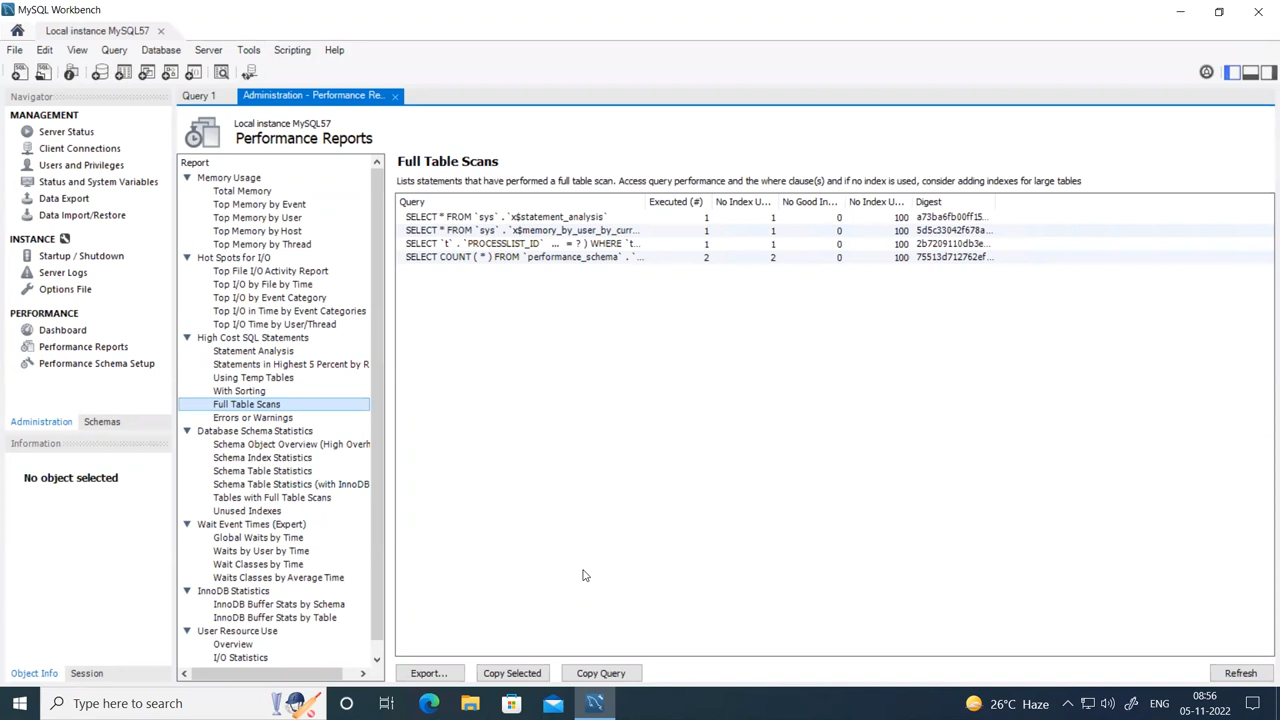 MySQL Workbench
Local instance MySQL57
File Edit View Query Database Server Tools Scripting Help
Navigator
MANAGEMENT
Server Status
Client Connections
Users and Privileges
Status and System Variables
Data Export
Data Import/Restore
INSTANCE
Startup / Shutdown
Server Logs
Options File
PERFORMANCE
Dashboard
Performance Reports
Performance Schema Setup
Administration Schemas
Information
No object selected
Object Info Session
Query 1 Administration - Performance Re..
Local instance MySQL57
Performance Reports
Report
Memory Usage
Total Memory
Top Memory by Event
Top Memory by User
Top Memory by Host
Top Memory by Thread
Hot Spots for I/O
Top File I/O Activity Report
Top I/O by File by Time
Top I/O by Event Category
Top I/O in Time by Event Categories
Top I/O Time by User/Thread
High Cost SQL Statements
Statement Analysis
Statements in Highest 5 Percent by R
Using Temp Tables
With Sorting
Full Table Scans
Errors or Warnings
Database Schema Statistics
Schema Object Overview (High Overh
Schema Index Statistics
Schema Table Statistics
Schema Table Statistics (with InnoDB
Tables with Full Table Scans
Unused Indexes
Wait Event Times (Expert)
Global Waits by Time
Waits by User by Time
Wait Classes by Time
Waits Classes by Average Time
InnoDB Statistics
InnoDB Buffer Stats by Schema
InnoDB Buffer Stats by Table
User Resource Use
Overview
I/O Statistics
Full Table Scans
Lists statements that have performed a full table scan. Access query performance and the where clause(s) and if no index is used, consider adding indexes for large tables
Query Executed (#) No Index U... No Good In... No Index U... Digest
SELECT * FROM `sys` . `x$statement_analysis` 1 1 0 100 a73ba6fb00ff15...
SELECT * FROM `sys` . `x$memory_by_user_by_curr... 1 1 0 100 5d5c33042f678a...
SELECT `t` . `PROCESSLIST_ID` ... = ? ) WHERE `t... 1 1 0 100 2b7209110db3e...
SELECT COUNT ( * ) FROM `performance_schema` . `... 2 2 0 100 75513d712762ef...
Export... Copy Selected Copy Query Refresh
Type here to search
26°C Haze
ENG
08:56
05-11-2022